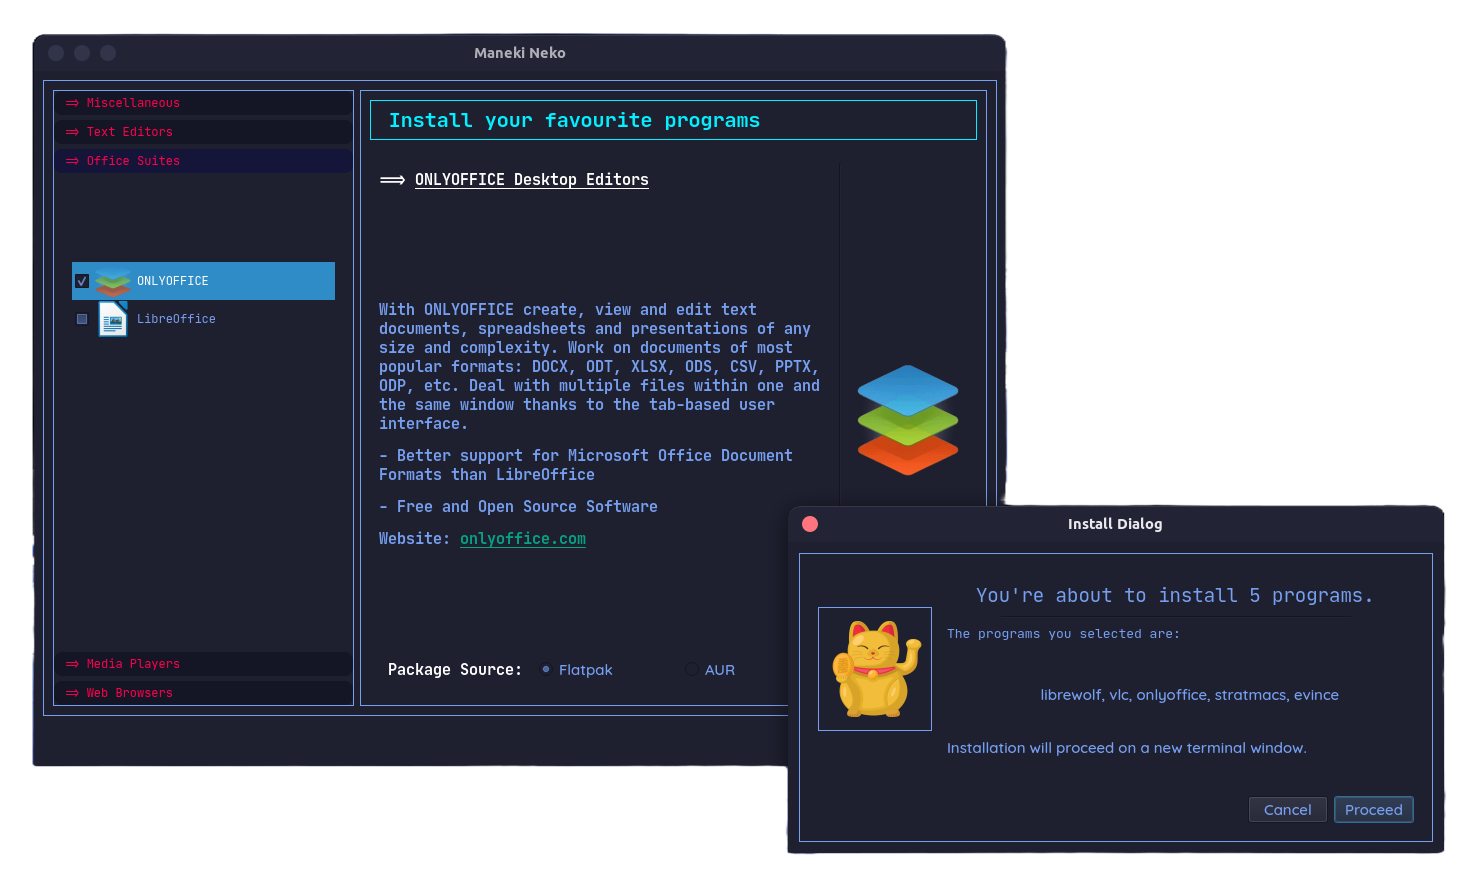 Maneki Neko
⇒ Miscellaneous
⇒ Text Editors
⇒ Office Suites
ONLYOFFICE
LibreOffice
⇒ Media Players
⇒ Web Browsers
Install your favourite programs
⟹ ONLYOFFICE Desktop Editors
With ONLYOFFICE create, view and edit text
documents, spreadsheets and presentations of any
size and complexity. Work on documents of most
popular formats: DOCX, ODT, XLSX, ODS, CSV, PPTX,
ODP, etc. Deal with multiple files within one and
the same window thanks to the tab-based user
interface.
- Better support for Microsoft Office Document
Formats than LibreOffice
- Free and Open Source Software
Website: onlyoffice.com
Package Source: Flatpak AUR
Install Dialog
You're about to install 5 programs.
The programs you selected are:
librewolf, vlc, onlyoffice, stratmacs, evince
Installation will proceed on a new terminal window.
Cancel Proceed